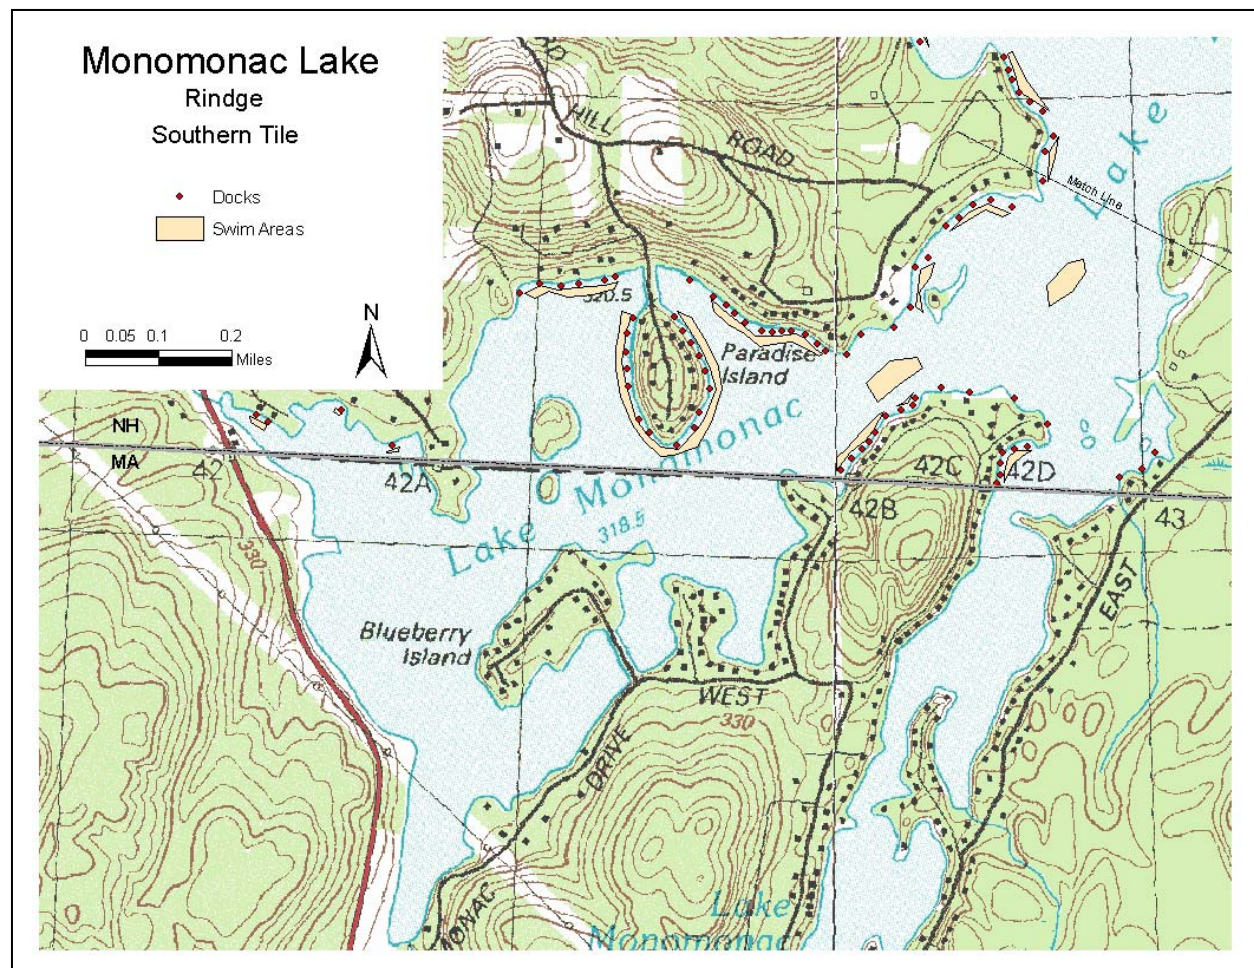 Monomonac Lake
Rindge
Southern Tile
Docks
Swim Areas
N
0 0.05 0.1 0.2
Miles
HILL
ROAD
Lake
Match Line
320.5
Paradise
Island
NH
MA
42
42A
42B
42C
42D
43
Lake Monomonac
318.5
330
Blueberry
Island
WEST
330
DRIVE
EAST
MONAC
Lake
Monomonac